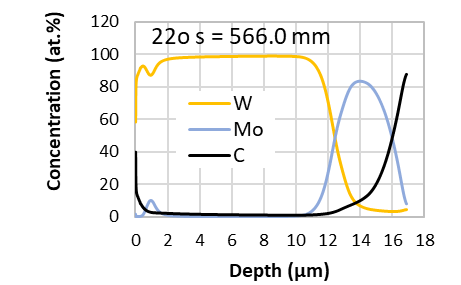 Concentration (at.%)
120
100
80
60
40
20
0
22o s = 566.0 mm
W
Mo
C
0 2 4 6 8 10 12 14 16 18
Depth (μm)